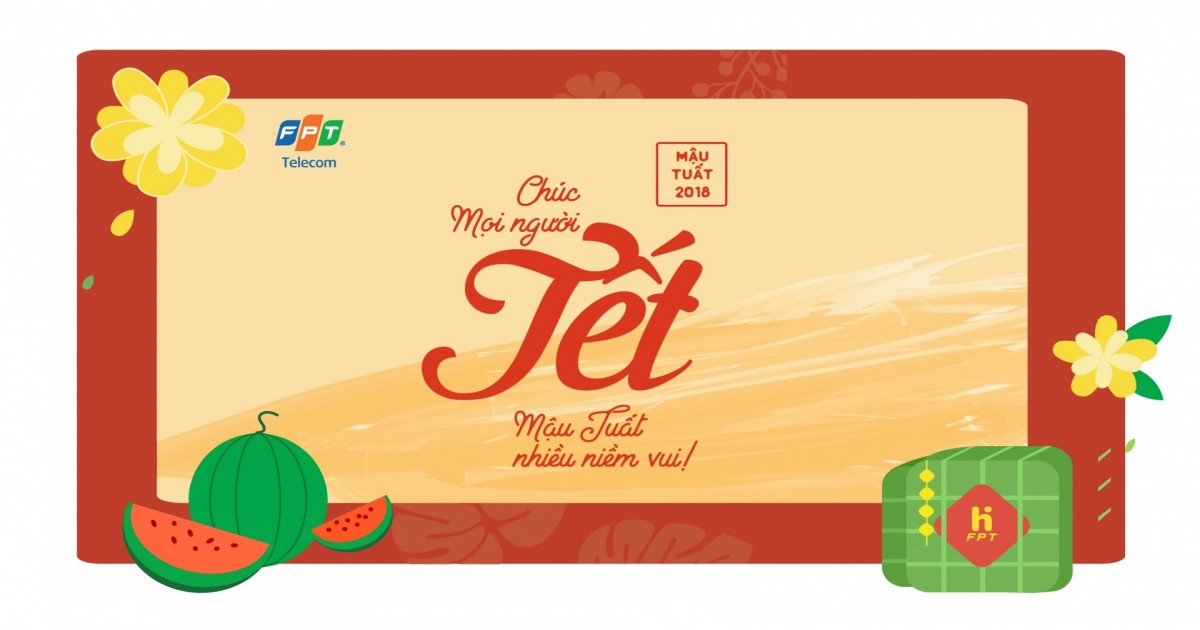 FPT
Telecom
MẬU
TUẤT
2018
Chúc
Mọi người
Tết
Mậu Tuất
nhiều niềm vui!
hi
FPT